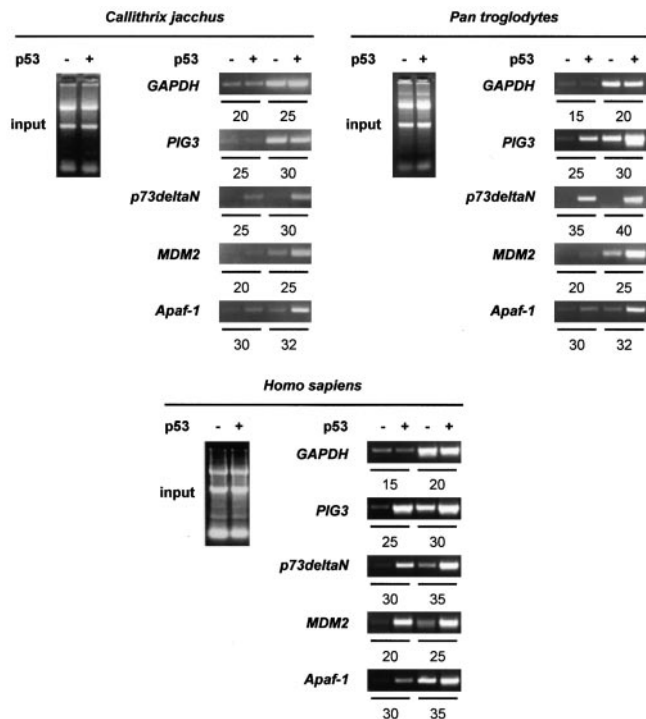 Callithrix jacchus
p53 - + p53 - + - +
input
GAPDH
20 25
PIG3
25 30
p73deltaN
25 30
MDM2
20 25
Apaf-1
30 32
Pan troglodytes
p53 - + p53 - + - +
input
GAPDH
15 20
PIG3
25 30
p73deltaN
35 40
MDM2
20 25
Apaf-1
30 32
Homo sapiens
p53 - + p53 - + - +
input
GAPDH
15 20
PIG3
25 30
p73deltaN
30 35
MDM2
20 25
Apaf-1
30 35